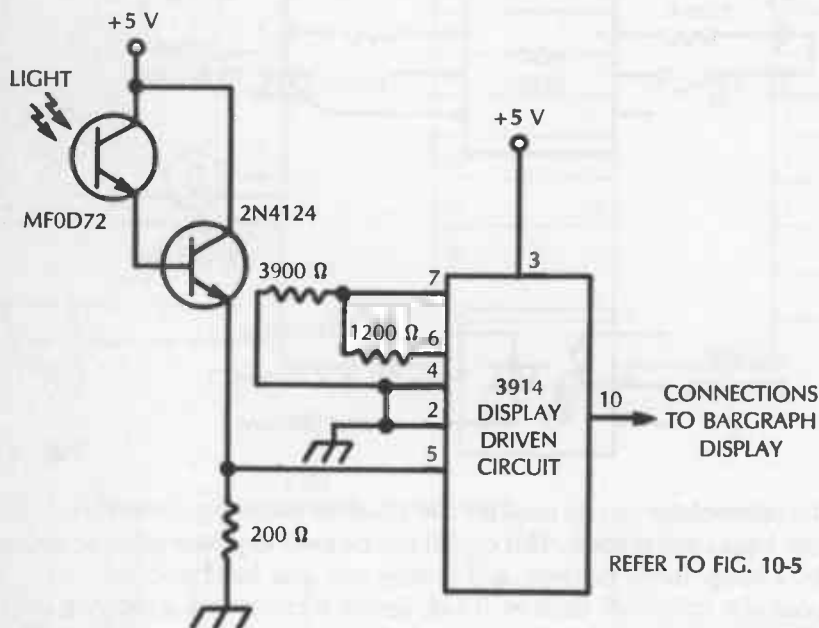 +5 V
LIGHT
+5 V
MF0D72
2N4124
3900 Ω
7
3
1200 Ω
6
4
2
5
3914
DISPLAY
DRIVEN
CIRCUIT
10
CONNECTIONS
TO BARGRAPH
DISPLAY
200 Ω
REFER TO FIG. 10-5